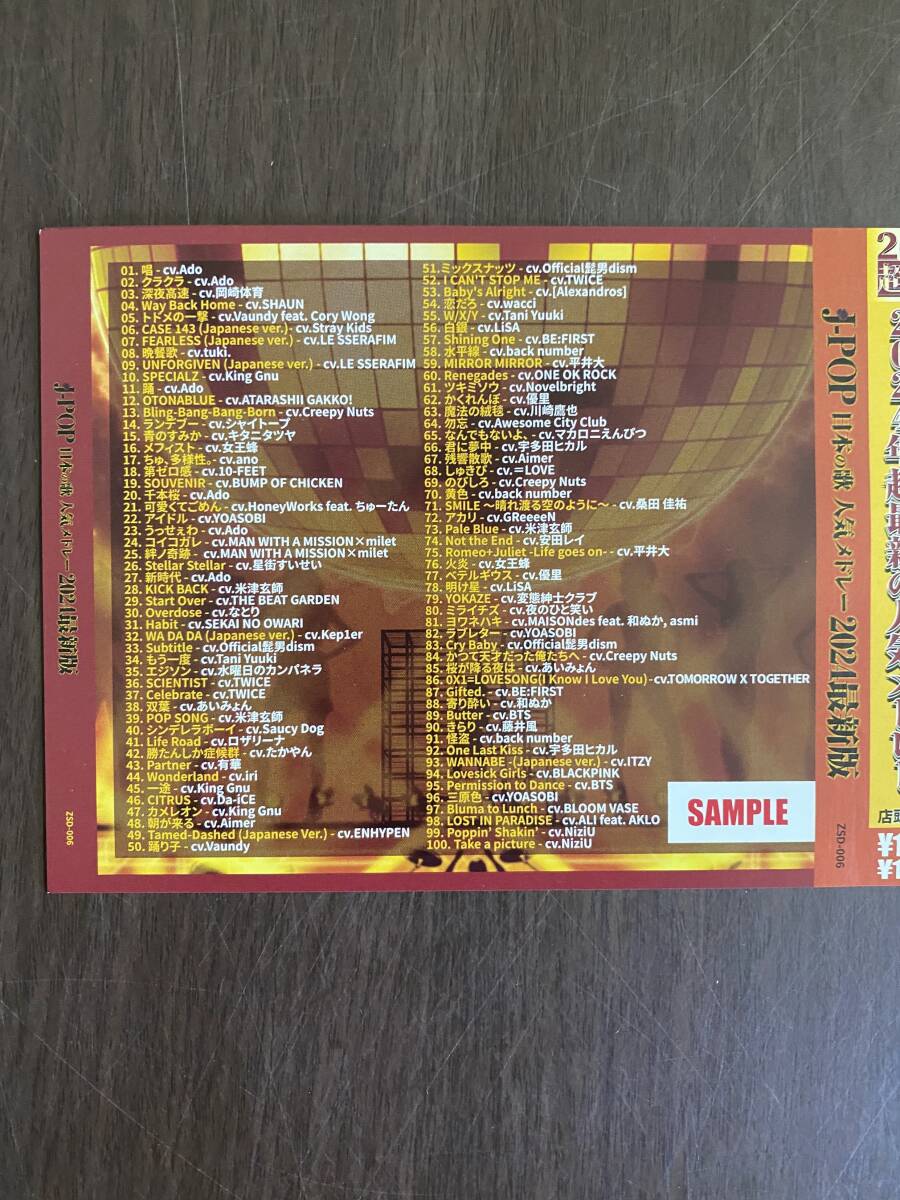 J-POP 日本の歌 人気メドレー 2024最新版
ZSD-006
01. 唱 - cv.Ado
02. クラクラ - cv.Ado
03. 深夜高速 - cv.岡崎体育
04. Way Back Home - cv.SHAUN
05. トドメの一撃 - cv.Vaundy feat. Cory Wong
06. CASE 143 (Japanese ver.) - cv.Stray Kids
07. FEARLESS (Japanese ver.) - cv.LE SSERAFIM
08. 晩餐歌 - cv.tuki.
09. UNFORGIVEN (Japanese ver.) - cv.LE SSERAFIM
10. SPECIALZ - cv.King Gnu
11. 踊 - cv.Ado
12. OTONABLUE - cv.ATARASHII GAKKO!
13. Bling-Bang-Bang-Born - cv.Creepy Nuts
14. ランデブー - cv.シャイトープ
15. 青のすみか - cv.キタニタツヤ
16. メフィスト - cv.女王蜂
17. ちゅ、多様性。 - cv.ano
18. 第ゼロ感 - cv.10-FEET
19. SOUVENIR - cv.BUMP OF CHICKEN
20. 千本桜 - cv.Ado
21. 可愛くてごめん - cv.HoneyWorks feat. ちゅーたん
22. アイドル - cv.YOASOBI
23. うっせぇわ - cv.Ado
24. コイコガレ - cv.MAN WITH A MISSION×milet
25. 絆ノ奇跡 - cv.MAN WITH A MISSION×milet
26. Stellar Stellar - cv.星街すいせい
27. 新時代 - cv.Ado
28. KICK BACK - cv.米津玄師
29. Start Over - cv.THE BEAT GARDEN
30. Overdose - cv.なとり
31. Habit - cv.SEKAI NO OWARI
32. WA DA DA (Japanese ver.) - cv.Kep1er
33. Subtitle - cv.Official髭男dism
34. もう一度 - cv.Tani Yuuki
35. エジソン - cv.水曜日のカンパネラ
36. SCIENTIST - cv.TWICE
37. Celebrate - cv.TWICE
38. 双葉 - cv.あいみょん
39. POP SONG - cv.米津玄師
40. シンデレラボーイ - cv.Saucy Dog
41. Life Road - cv.ロザリーナ
42. 勝たんしか症候群 - cv.たかやん
43. Partner - cv.有華
44. Wonderland - cv.iri
45. 一途 - cv.King Gnu
46. CITRUS - cv.Da-iCE
47. カメレオン - cv.King Gnu
48. 朝が来る - cv.Aimer
49. Tamed-Dashed (Japanese Ver.) - cv.ENHYPEN
50. 踊り子 - cv.Vaundy
51.ミックスナッツ - cv.Official髭男dism
52. I CAN'T STOP ME - cv.TWICE
53. Baby's Alright - cv.[Alexandros]
54. 恋だろ - cv.wacci
55. W/X/Y - cv.Tani Yuuki
56. 白銀 - cv.LiSA
57. Shining One - cv.BE:FIRST
58. 水平線 - cv.back number
59. MIRROR MIRROR - cv.平井大
60. Renegades - cv.ONE OK ROCK
61. ツキミソウ - cv.Novelbright
62. かくれんぼ - cv.優里
63. 魔法の絨毯 - cv.川崎鷹也
64. 勿忘 - cv.Awesome City Club
65. なんでもないよ、 - cv.マカロニえんぴつ
66. 君に夢中 - cv.宇多田ヒカル
67. 残響散歌 - cv.Aimer
68. しゅきぴ - cv.=LOVE
69. のびしろ - cv.Creepy Nuts
70. 黄色 - cv.back number
71. SMILE ～晴れ渡る空のように～ - cv.桑田 佳祐
72. アカリ - cv.GReeeeN
73. Pale Blue - cv.米津玄師
74. Not the End - cv.安田レイ
75. Romeo+Juliet -Life goes on- - cv.平井大
76. 火炎 - cv.女王蜂
77. ベテルギウス - cv.優里
78. 明け星 - cv.LiSA
79. YOKAZE - cv.変態紳士クラブ
80. ミライチズ - cv.夜のひと笑い
81. ヨワネハキ - cv.MAISONdes feat. 和ぬか, asmi
82. ラブレター - cv.YOASOBI
83. Cry Baby - cv.Official髭男dism
84. かつて天才だった俺たちへ - cv.Creepy Nuts
85. 桜が降る夜は - cv.あいみょん
86. 0X1=LOVESONG(I Know I Love You) - cv.TOMORROW X TOGETHER
87. Gifted. - cv.BE:FIRST
88. 寄り酔い - cv.和ぬか
89. Butter - cv.BTS
90. きらり - cv.藤井風
91. 怪盗 - cv.back number
92. One Last Kiss - cv.宇多田ヒカル
93. WANNABE -(Japanese ver.) - cv.ITZY
94. Lovesick Girls - cv.BLACKPINK
95. Permission to Dance - cv.BTS
96. 三原色 - cv.YOASOBI
97. Bluma to Lunch - cv.BLOOM VASE
98. LOST IN PARADISE - cv.ALI feat. AKLO
99. Poppin' Shakin' - cv.NiziU
100. Take a picture - cv.NiziU
SAMPLE
J-POP 日本の歌 人気メドレー 2024最新版
ZSD-006